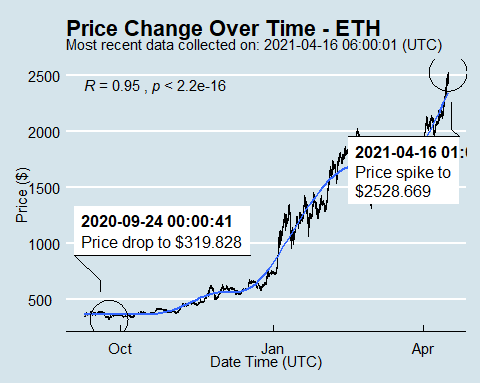 Price Change Over Time - ETH
Most recent data collected on: 2021-04-16 06:00:01 (UTC)
R = 0.95 , p < 2.2e-16
2500
2000
1500
1000
500
Price ($)
2021-04-16 01:0
Price spike to
$2528.669
2020-09-24 00:00:41
Price drop to $319.828
Oct
Jan
Apr
Date Time (UTC)